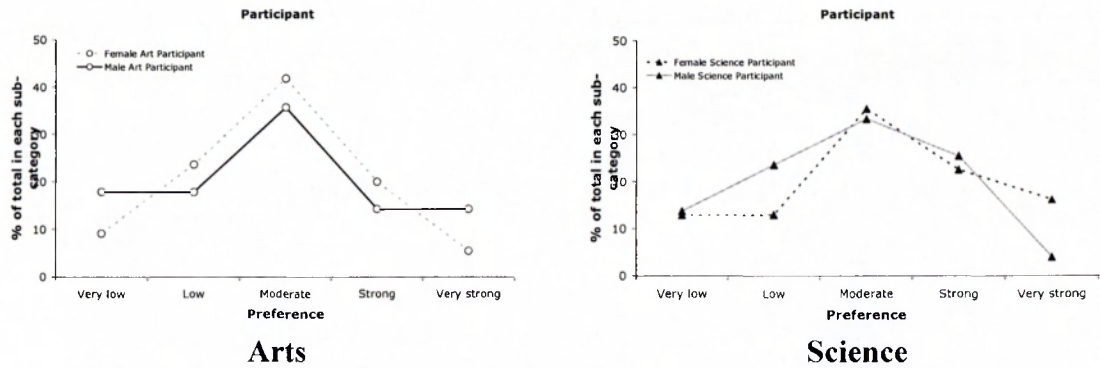 Participant
50
Female Art Participant
Male Art Participant
40
30
20
10
0
% of total in each sub-
category
Very low Low Moderate Strong Very strong
Preference
Arts
Participant
50
Female Science Participant
Male Science Participant
40
30
20
10
0
% of total in each sub-
category
Very low Low Moderate Strong Very strong
Preference
Science